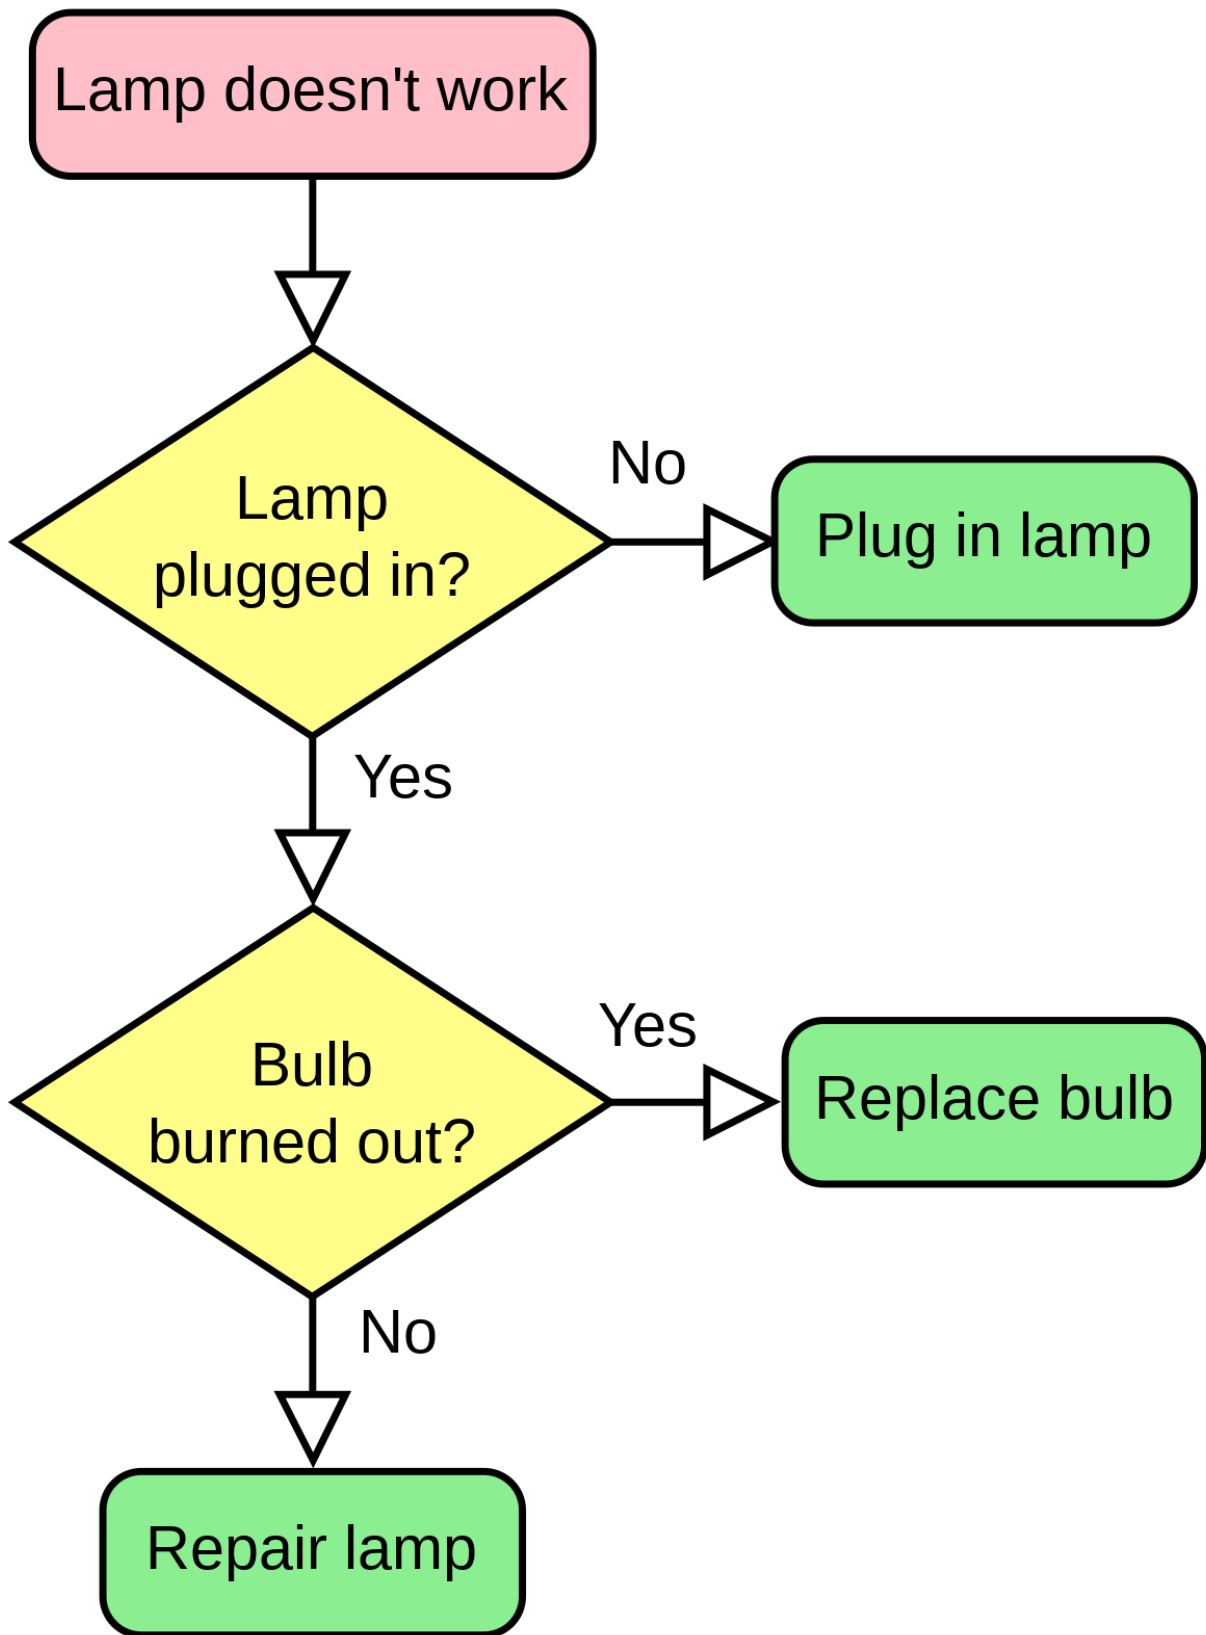 Lamp doesn't work
Lamp
plugged in?
No
Plug in lamp
Yes
Bulb
burned out?
Yes
Replace bulb
No
Repair lamp